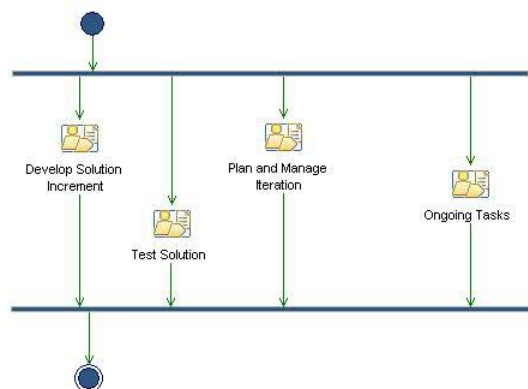 Develop Solution
Increment
Test Solution
Plan and Manage
Iteration
Ongoing Tasks